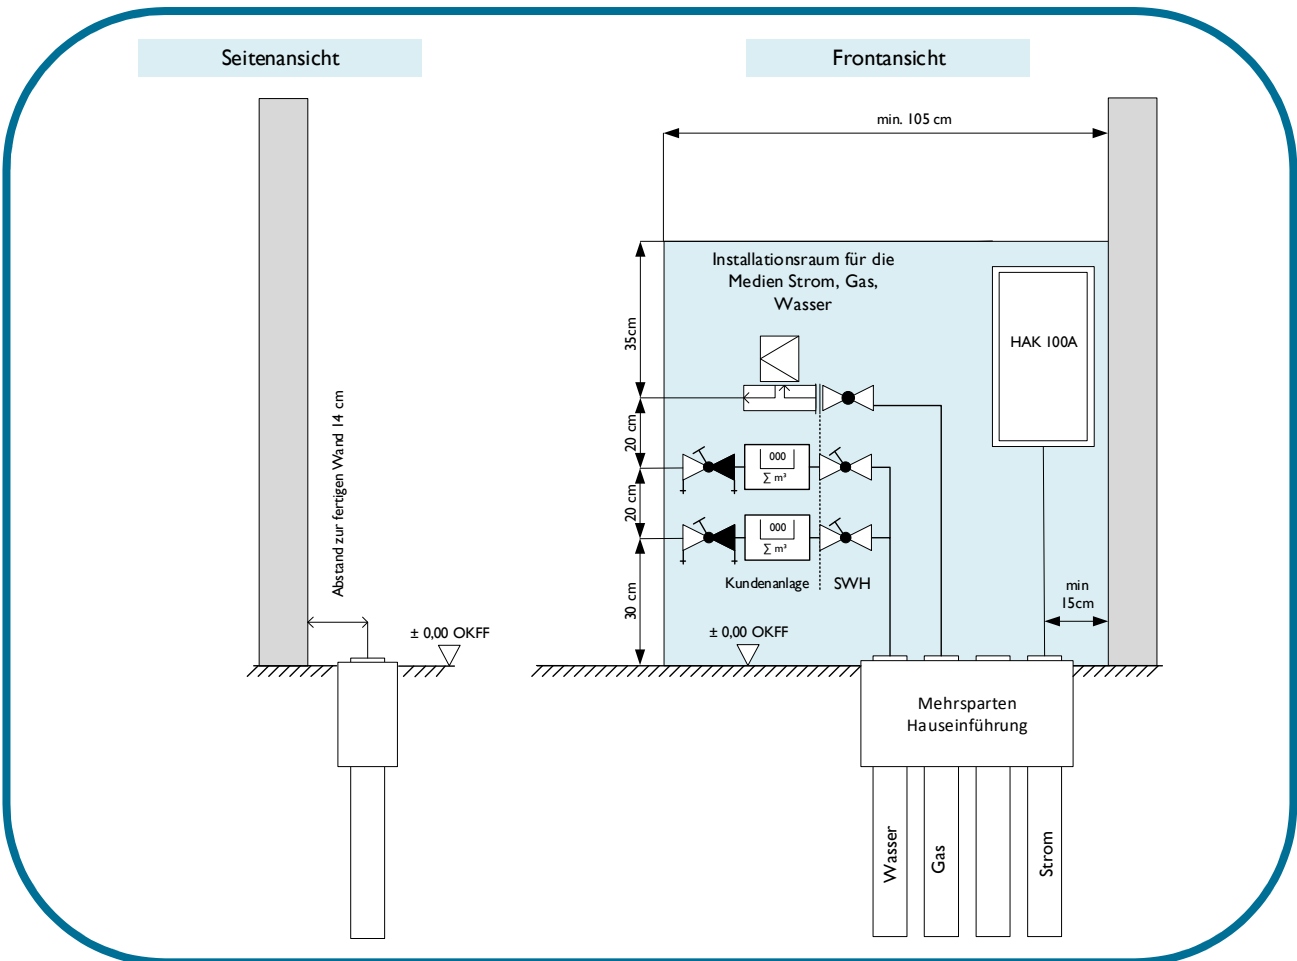 Seitenansicht
Frontansicht
min. 105 cm
Installationsraum für die
Medien Strom, Gas,
Wasser
HAK 100A
35cm
20 cm
20 cm
30 cm
000
∑ m³
000
∑ m³
Kundenanlage
SWH
min
15cm
Abstand zur fertigen Wand 14 cm
± 0,00 OKFF
± 0,00 OKFF
Mehrsparten
Hauseinführung
Wasser
Gas
Strom